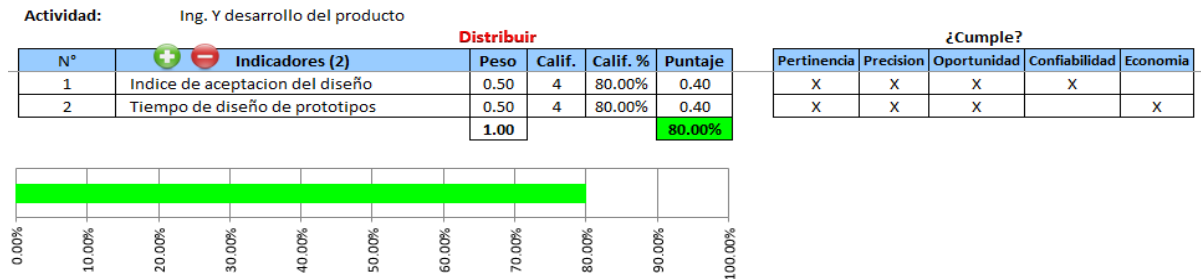 Actividad: Ing. Y desarrollo del producto
Distribuir ¿Cumple?
N° Indicadores (2) Peso Calif. Calif. % Puntaje Pertinencia Precision Oportunidad Confiabilidad Economia
1 Indice de aceptacion del diseño 0.50 4 80.00% 0.40 X X X X
2 Tiempo de diseño de prototipos 0.50 4 80.00% 0.40 X X X X
1.00 80.00%
0.00% 10.00% 20.00% 30.00% 40.00% 50.00% 60.00% 70.00% 80.00% 90.00% 100.00%